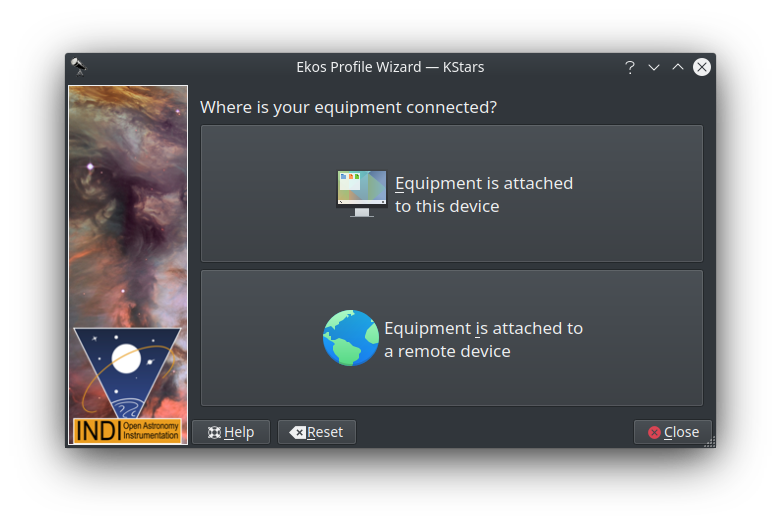 Ekos Profile Wizard — KStars
Where is your equipment connected?
Equipment is attached
to this device
Equipment is attached to
a remote device
INDI
Open Astronomy
Instrumentation
Help
Reset
Close